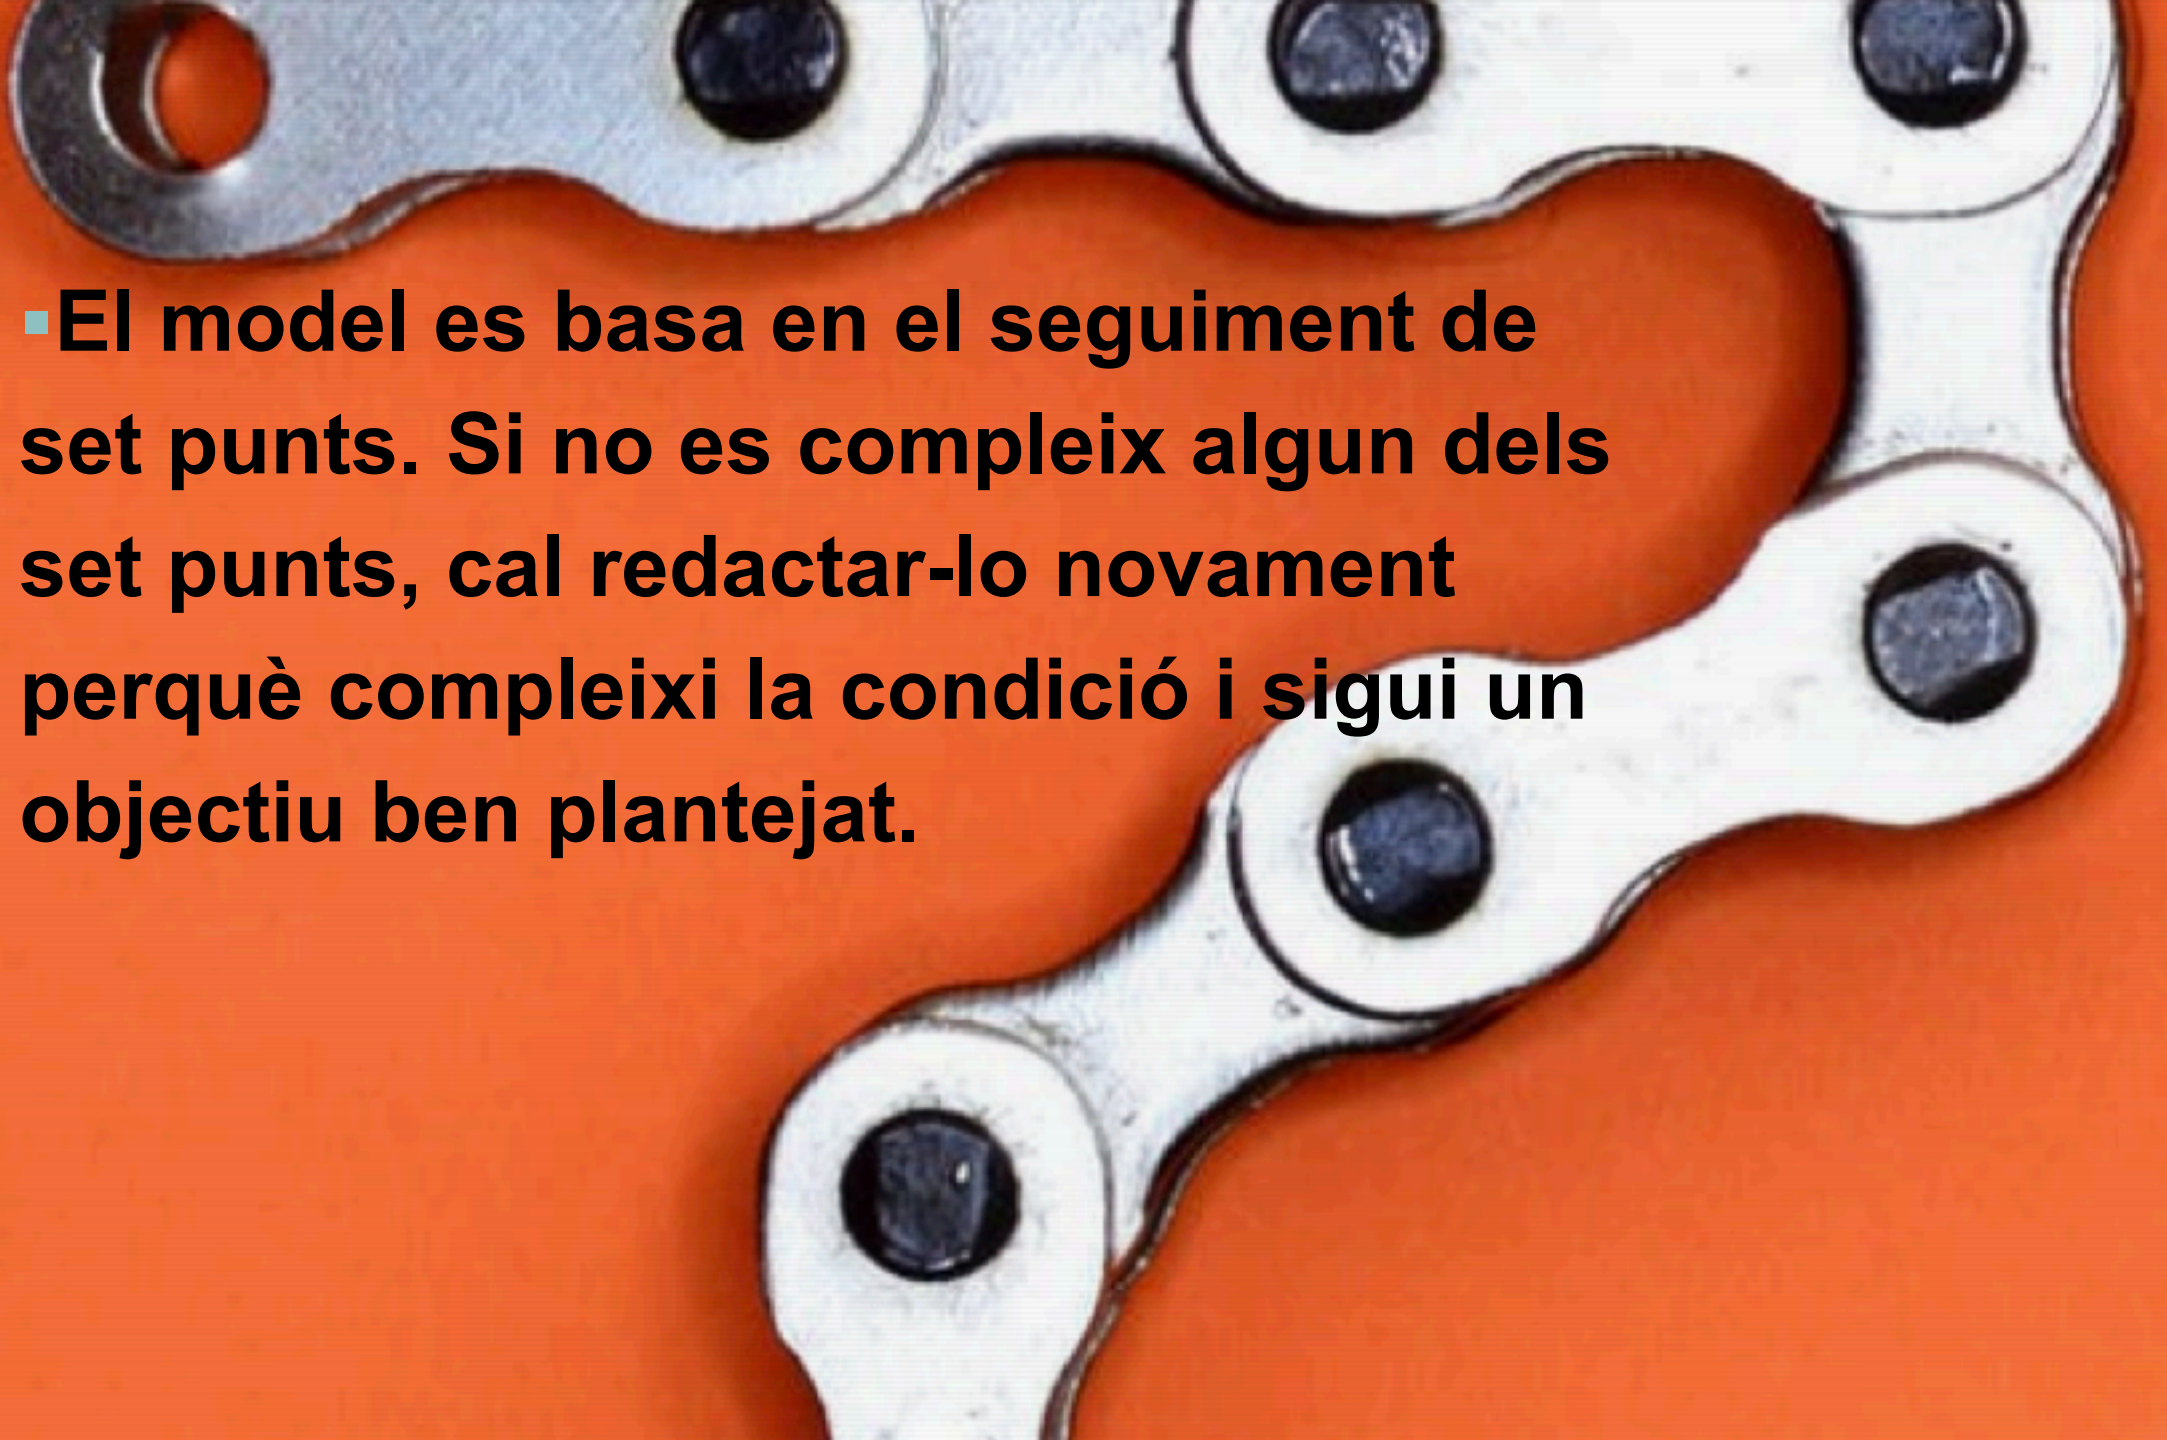 ▪El model es basa en el seguiment de
set punts. Si no es compleix algun dels
set punts, cal redactar-lo novament
perquè compleixi la condició i sigui un
objectiu ben plantejat.